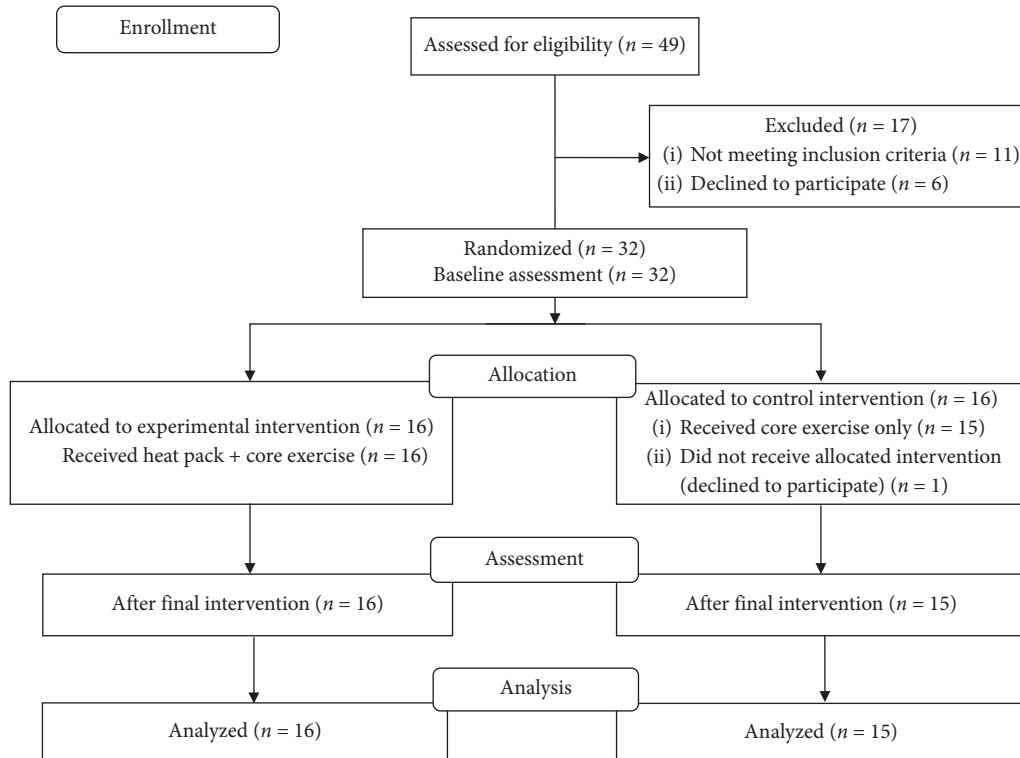 Enrollment
Assessed for eligibility (n = 49)
Excluded (n = 17)
(i) Not meeting inclusion criteria (n = 11)
(ii) Declined to participate (n = 6)
Randomized (n = 32)
Baseline assessment (n = 32)
Allocation
Allocated to experimental intervention (n = 16)
Received heat pack + core exercise (n = 16)
Allocated to control intervention (n = 16)
(i) Received core exercise only (n = 15)
(ii) Did not receive allocated intervention
(declined to participate) (n = 1)
Assessment
After final intervention (n = 16)
After final intervention (n = 15)
Analysis
Analyzed (n = 16)
Analyzed (n = 15)